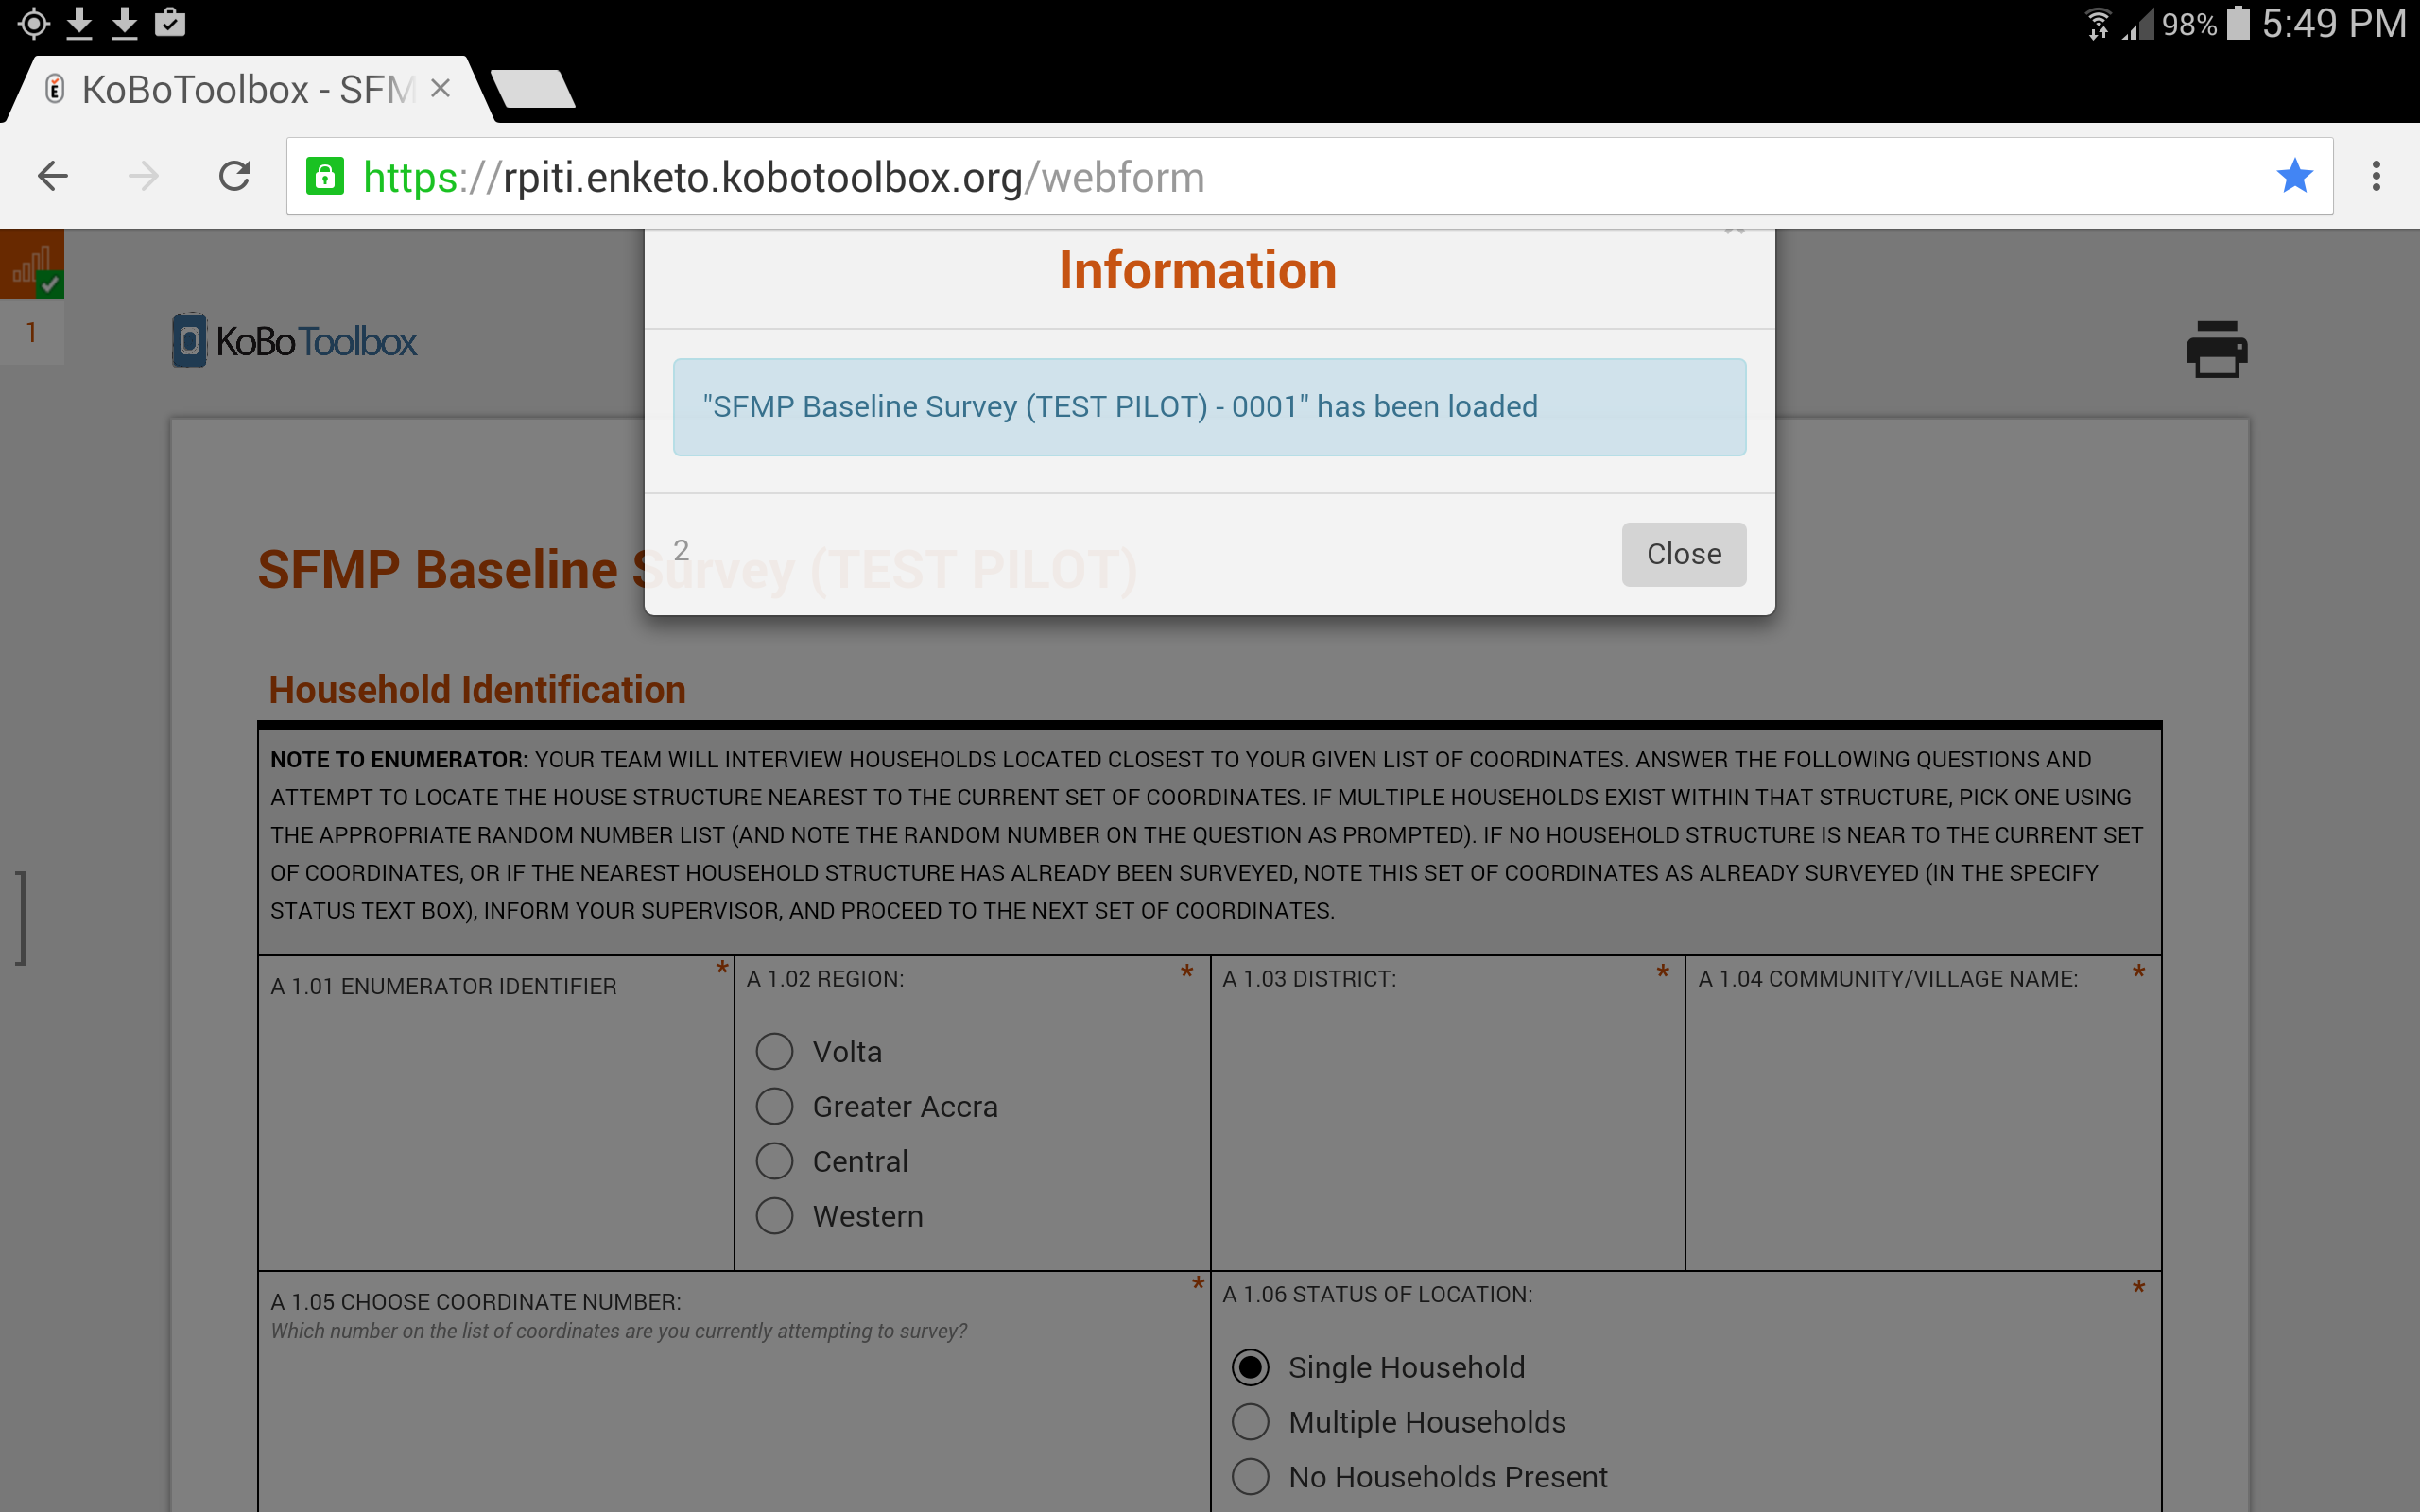 98% 5:49 PM
KoBoToolbox - SFM
https://rpiti.enketo.kobotoolbox.org/webform
Information
1
KoBoToolbox
"SFMP Baseline Survey (TEST PILOT) - 0001" has been loaded
2
Close
SFMP Baseline Survey (TEST PILOT)
Household Identification
NOTE TO ENUMERATOR: YOUR TEAM WILL INTERVIEW HOUSEHOLDS LOCATED CLOSEST TO YOUR GIVEN LIST OF COORDINATES. ANSWER THE FOLLOWING QUESTIONS AND
ATTEMPT TO LOCATE THE HOUSE STRUCTURE NEAREST TO THE CURRENT SET OF COORDINATES. IF MULTIPLE HOUSEHOLDS EXIST WITHIN THAT STRUCTURE, PICK ONE USING
THE APPROPRIATE RANDOM NUMBER LIST (AND NOTE THE RANDOM NUMBER ON THE QUESTION AS PROMPTED). IF NO HOUSEHOLD STRUCTURE IS NEAR TO THE CURRENT SET
OF COORDINATES, OR IF THE NEAREST HOUSEHOLD STRUCTURE HAS ALREADY BEEN SURVEYED, NOTE THIS SET OF COORDINATES AS ALREADY SURVEYED (IN THE SPECIFY
STATUS TEXT BOX), INFORM YOUR SUPERVISOR, AND PROCEED TO THE NEXT SET OF COORDINATES.
A 1.01 ENUMERATOR IDENTIFIER *
A 1.02 REGION: *
Volta
Greater Accra
Central
Western
A 1.03 DISTRICT: *
A 1.04 COMMUNITY/VILLAGE NAME: *
A 1.05 CHOOSE COORDINATE NUMBER: *
Which number on the list of coordinates are you currently attempting to survey?
A 1.06 STATUS OF LOCATION: *
Single Household
Multiple Households
No Households Present